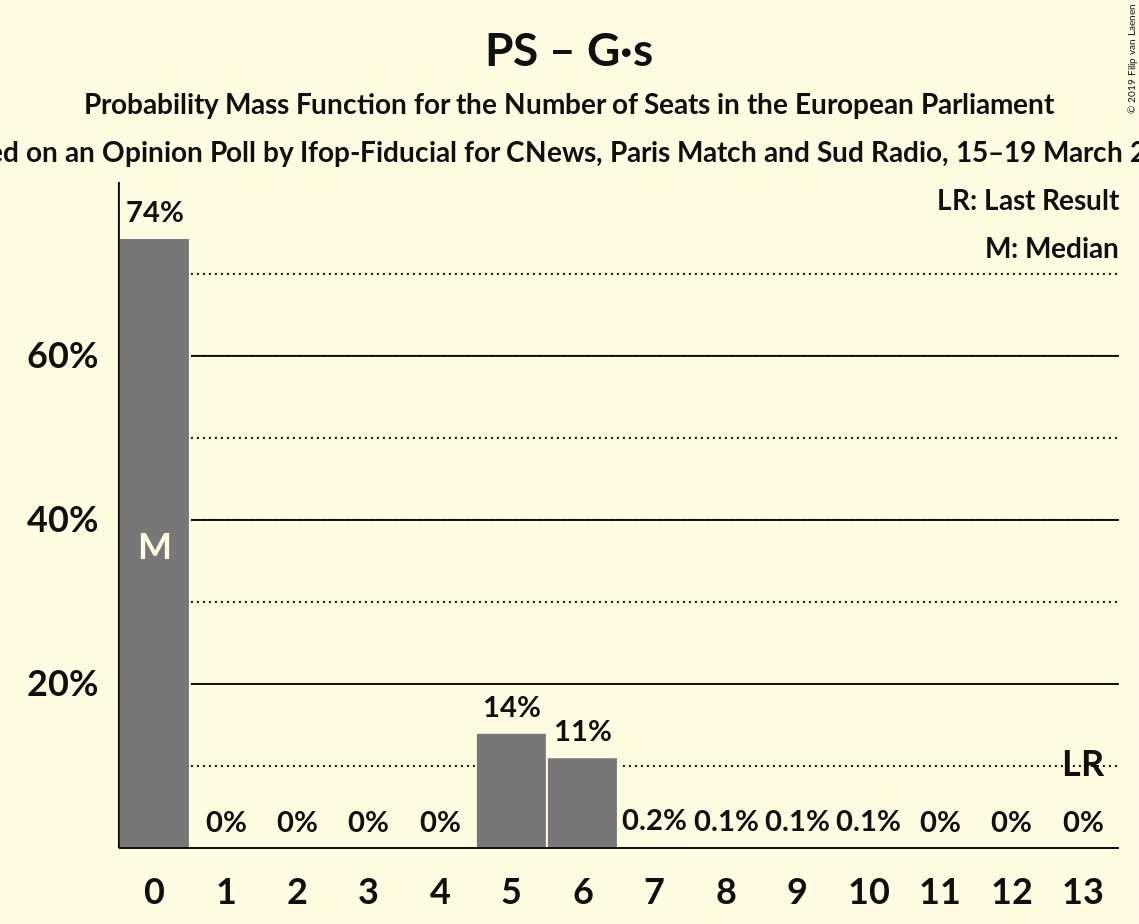 PS – G·s
Probability Mass Function for the Number of Seats in the European Parliament
on an Opinion Poll by Ifop-Fiducial for CNews, Paris Match and Sud Radio, 15–19 March
© 2019 Filip van Laenen
LR: Last Result
M: Median
74%
60%
40%
20%
M
14%
11%
LR
0% 0% 0% 0% 0.2% 0.1% 0.1% 0.1% 0% 0% 0%
0 1 2 3 4 5 6 7 8 9 10 11 12 13